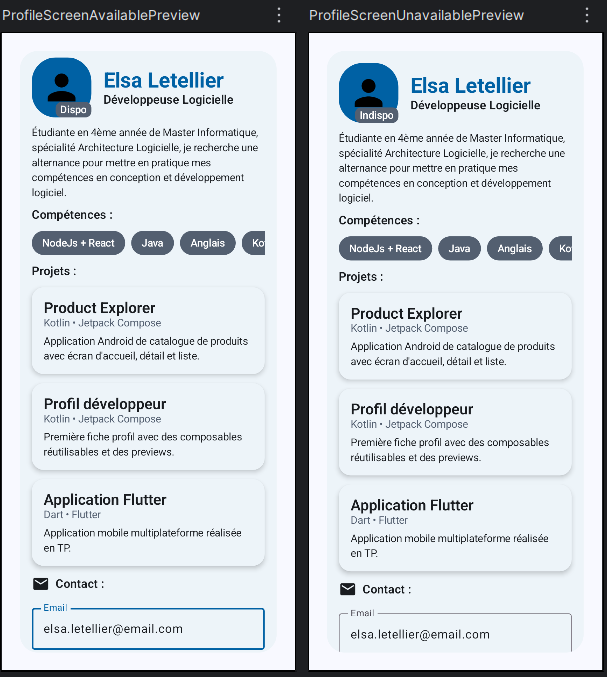 ProfileScreenAvailablePreview
Elsa Letellier
Développeuse Logicielle
Dispo
Étudiante en 4ème année de Master Informatique,
spécialité Architecture Logicielle, je recherche une
alternance pour mettre en pratique mes
compétences en conception et développement
logiciel.
Compétences :
NodeJs + React
Java
Anglais
Ko
Projets :
Product Explorer
Kotlin • Jetpack Compose
Application Android de catalogue de produits
avec écran d'accueil, détail et liste.
Profil développeur
Kotlin • Jetpack Compose
Première fiche profil avec des composables
réutilisables et des previews.
Application Flutter
Dart • Flutter
Application mobile multiplateforme réalisée
en TP.
Contact :
Email
elsa.letellier@email.com
ProfileScreenUnavailablePreview
Elsa Letellier
Développeuse Logicielle
Indispo
Étudiante en 4ème année de Master Informatique,
spécialité Architecture Logicielle, je recherche une
alternance pour mettre en pratique mes
compétences en conception et développement
logiciel.
Compétences :
NodeJs + React
Java
Anglais
Ko
Projets :
Product Explorer
Kotlin • Jetpack Compose
Application Android de catalogue de produits
avec écran d'accueil, détail et liste.
Profil développeur
Kotlin • Jetpack Compose
Première fiche profil avec des composables
réutilisables et des previews.
Application Flutter
Dart • Flutter
Application mobile multiplateforme réalisée
en TP.
Contact :
Email
elsa.letellier@email.com